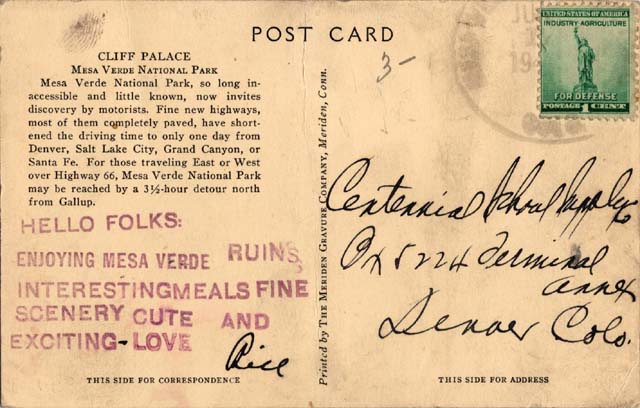 POST CARD
CLIFF PALACE
MESA VERDE NATIONAL PARK
Mesa Verde National Park, so long in-
accessible and little known, now invites
discovery by motorists. Fine new highways,
most of them completely paved, have short-
ened the driving time to only one day from
Denver, Salt Lake City, Grand Canyon, or
Santa Fe. For those traveling East or West
over Highway 66, Mesa Verde National Park
may be reached by a 3½-hour detour north
from Gallup.
HELLO FOLKS:
ENJOYING MESA VERDE RUINS,
INTERESTINGMEALS FINE
SCENERY CUTE AND
EXCITING-LOVE
THIS SIDE FOR CORRESPONDENCE
Printed by THE MERIDEN GRAVURE COMPANY, Meriden, Conn.
3-
UNITED STATES OF AMERICA
INDUSTRY AGRICULTURE
FOR DEFENSE
POSTAGE 1 CENT
Centennial School Supply Co
Bx 5224 Terminal
annex
Denver Colo.
THIS SIDE FOR ADDRESS